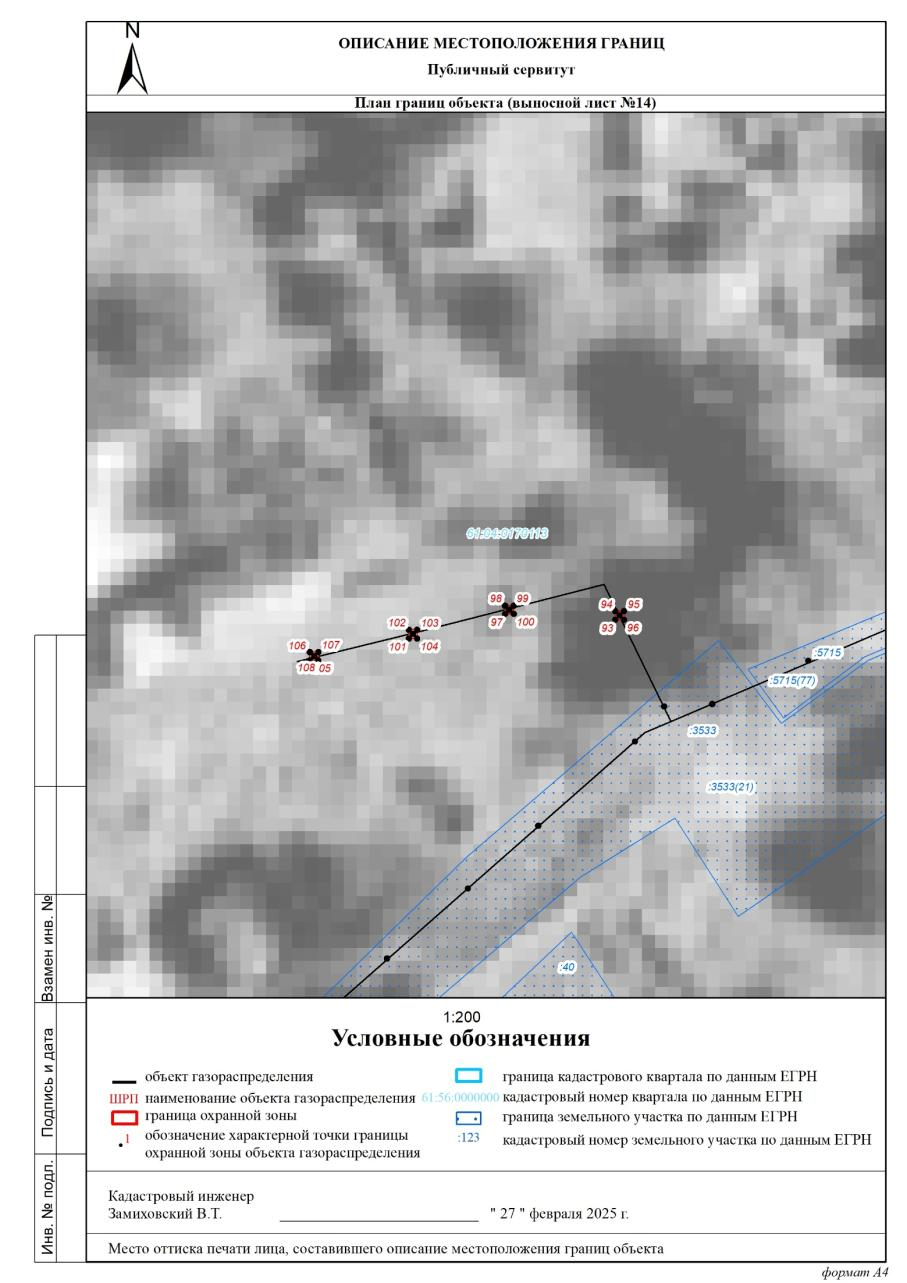 N
ОПИСАНИЕ МЕСТОПОЛОЖЕНИЯ ГРАНИЦ
Публичный сервитут
План границ объекта (выносной лист №14)
61:04:0170113
98 99
94 95
97 100
102 103
93 96
106 107
101 104
108 05
:5715
:5715(77)
:3533
:3533(21)
:40
1:200
Условные обозначения
объект газораспределения
граница кадастрового квартала по данным ЕГРН
ШРП наименование объекта газораспределения
61:56:0000000 кадастровый номер квартала по данным ЕГРН
граница охранной зоны
граница земельного участка по данным ЕГРН
1 обозначение характерной точки границы
охранной зоны объекта газораспределения
:123 кадастровый номер земельного участка по данным ЕГРН
Кадастровый инженер
Замиховский В.Т. " 27 " февраля 2025 г.
Место оттиска печати лица, составившего описание местоположения границ объекта
Взамен инв. №
Подпись и дата
Инв. № подл.
формат А4